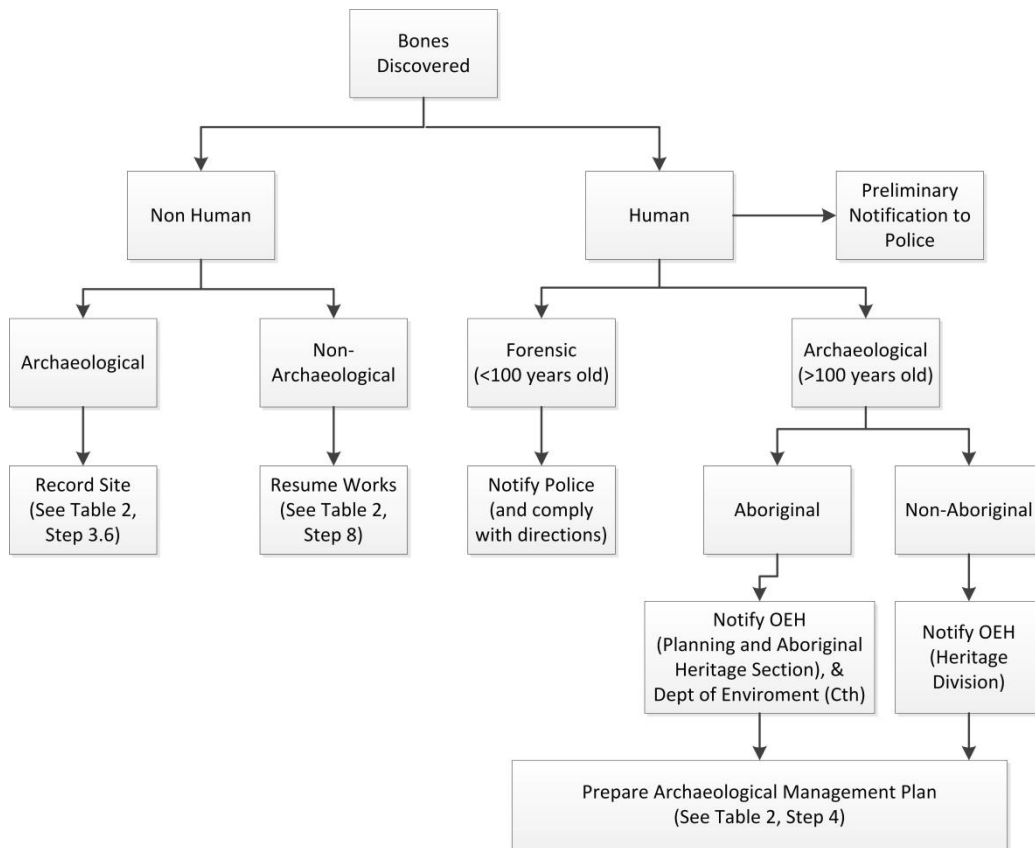 Bones
Discovered
Non Human
Human
Preliminary
Notification to
Police
Archaeological
Non-
Archaeological
Forensic
(<100 years old)
Archaeological
(>100 years old)
Record Site
(See Table 2,
Step 3.6)
Resume Works
(See Table 2,
Step 8)
Notify Police
(and comply
with directions)
Aboriginal
Non-Aboriginal
Notify OEH
(Planning and Aboriginal
Heritage Section), &
Dept of Enviroment (Cth)
Notify OEH
(Heritage
Division)
Prepare Archaeological Management Plan
(See Table 2, Step 4)